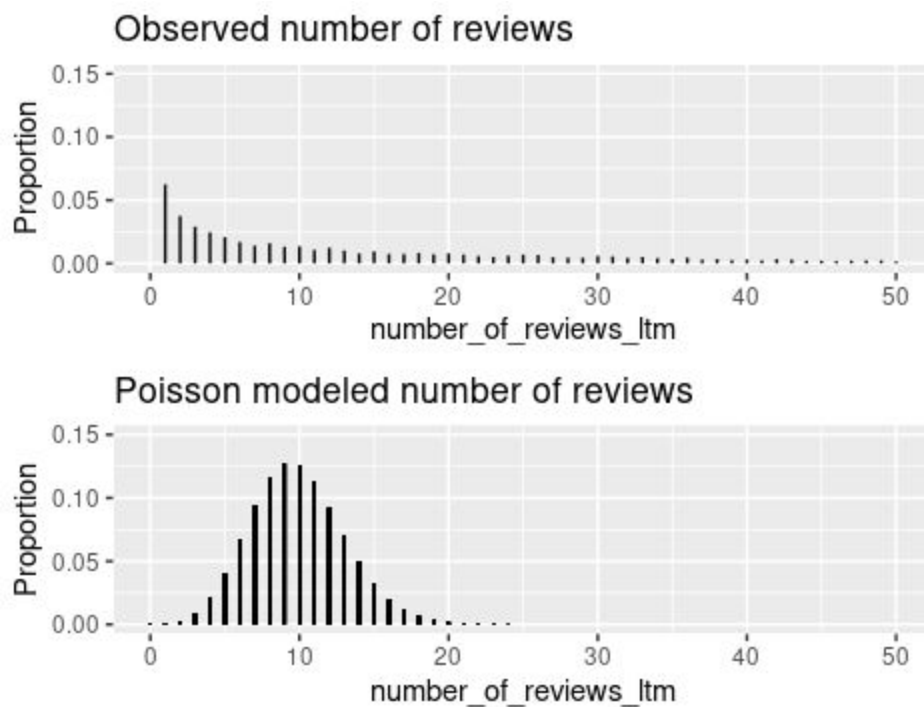 Observed number of reviews
0.15
0.10
0.05
0.00
Proportion
0 10 20 30 40 50
number_of_reviews_ltm
Poisson modeled number of reviews
0.15
0.10
0.05
0.00
Proportion
0 10 20 30 40 50
number_of_reviews_ltm